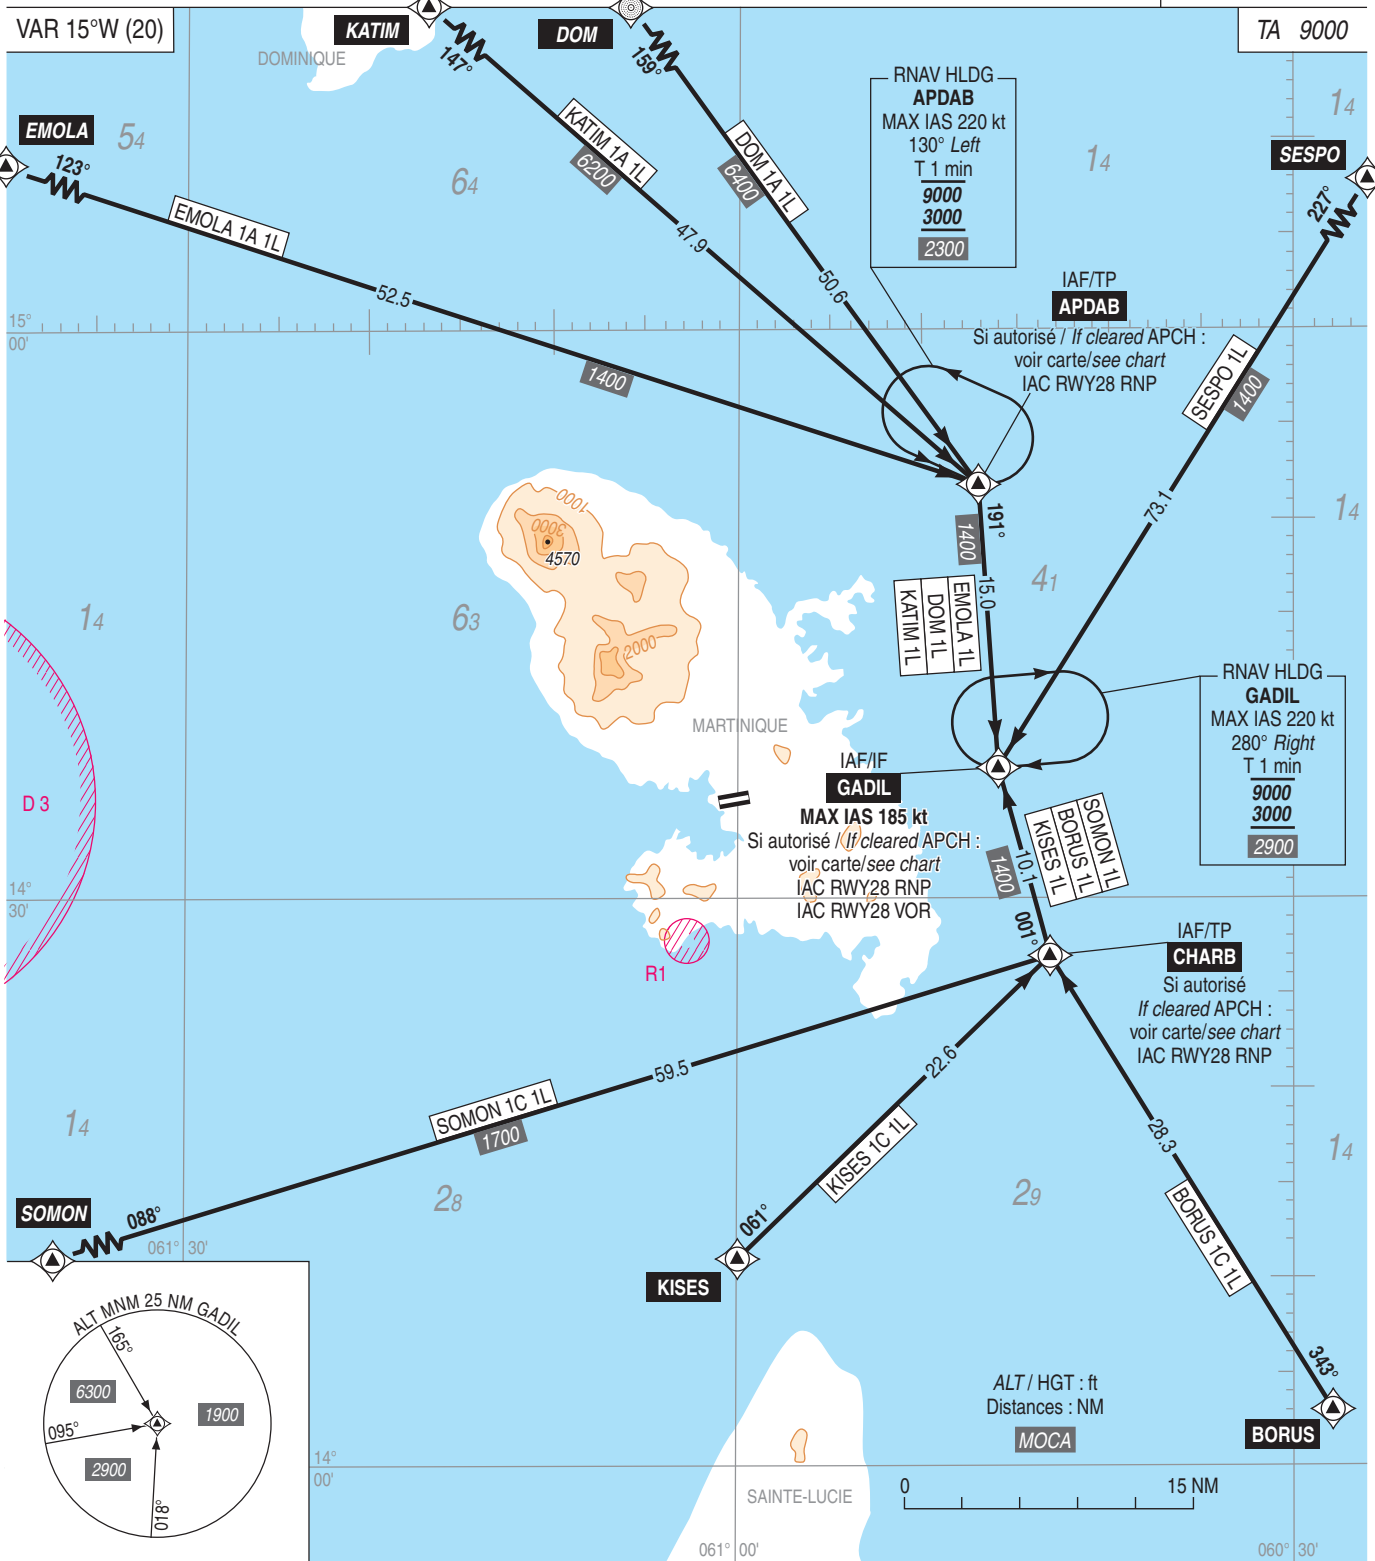 VAR 15°W (20)
KATIM
DOM
TA 9000
DOMINIQUE
147°
159°
RNAV HLDG
APDAB
MAX IAS 220 kt
130° Left
T 1 min
9000
3000
2300
14
EMOLA
54
123°
KATIM 1A 1L
6200
DOM 1A 1L
6400
64
14
SESPO
227°
EMOLA 1A 1L
47.9
50.6
52.5
IAF/TP
APDAB
Si autorisé / If cleared APCH :
voir carte/see chart
IAC RWY28 RNP
15°
00'
1400
SESPO 1L
1400
73.1
14
1000
3000
4570
2000
191°
1400
15.0
41
EMOLA 1L
DOM 1L
KATIM 1L
14
63
MARTINIQUE
RNAV HLDG
GADIL
MAX IAS 220 kt
280° Right
T 1 min
9000
3000
2900
D 3
IAF/IF
GADIL
MAX IAS 185 kt
Si autorisé / If cleared APCH :
voir carte/see chart
IAC RWY28 RNP
IAC RWY28 VOR
SOMON 1L
BORUS 1L
KISES 1L
10.1
1400
001°
14°
30'
R1
IAF/TP
CHARB
Si autorisé
If cleared APCH :
voir carte/see chart
IAC RWY28 RNP
59.5
22.6
SOMON 1C 1L
1700
KISES 1C 1L
28.3
14
14
28
29
BORUS 1C 1L
SOMON
088°
061° 30'
061°
KISES
343°
BORUS
ALT MNM 25 NM GADIL
165°
6300
1900
095°
2900
018°
ALT / HGT : ft
Distances : NM
MOCA
14°
00'
0
15 NM
SAINTE-LUCIE
061° 00'
060° 30'